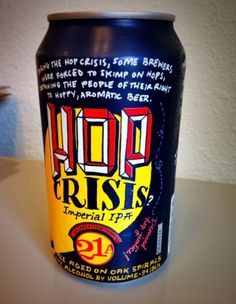 THE HOP CRISIS, SOME BREWERS
WERE FORCED TO SKIMP ON HOPS,
THE PEOPLE OF THEIR RIGHT
TO HOPPY, AROMATIC BEER.
HOP
CRISIS
Imperial IPA
21A
AGED ON OAK SPIRALS
ALCOHOL BY VOLUME